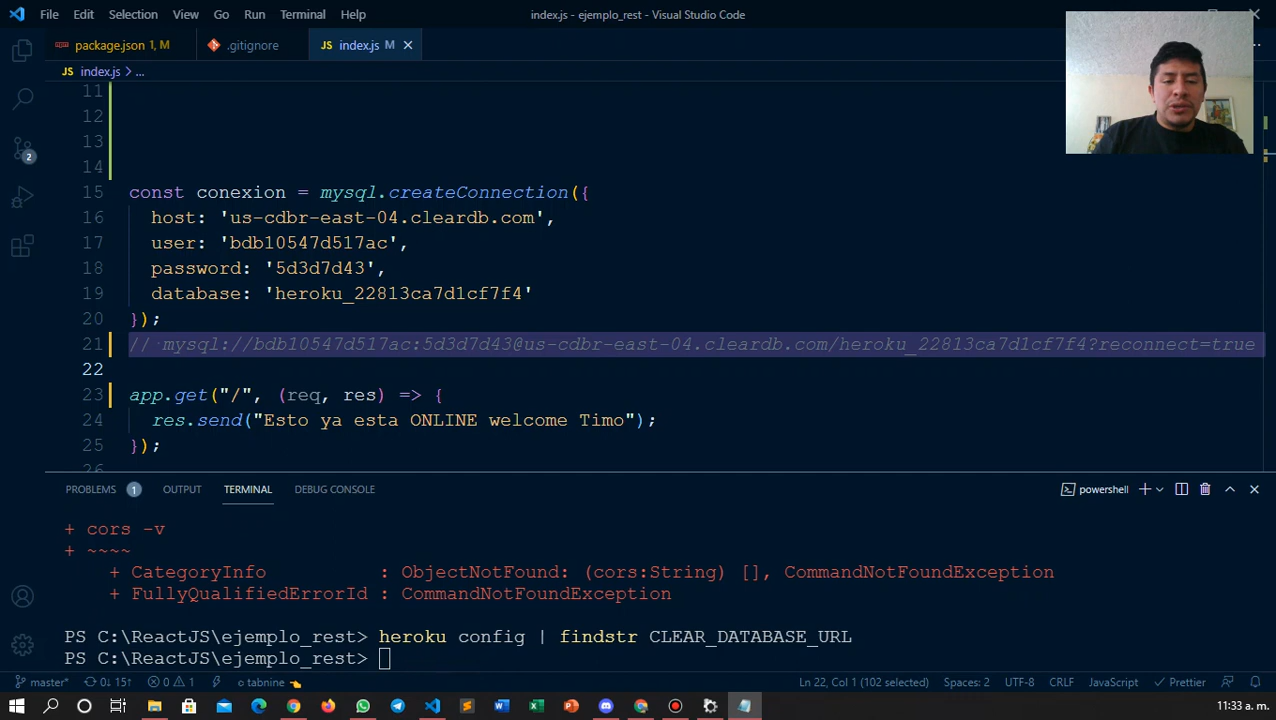 File Edit Selection View Go Run Terminal Help index.js - ejemplo_rest - Visual Studio Code
package.json 1, M .gitignore JS index.js M
JS index.js > ...
11
12
13
14
15 const conexion = mysql.createConnection({
16 host: 'us-cdbr-east-04.cleardb.com',
17 user: 'bdb10547d517ac',
18 password: '5d3d7d43',
19 database: 'heroku_22813ca7d1cf7f4'
20 });
21 // mysql://bdb10547d517ac:5d3d7d43@us-cdbr-east-04.cleardb.com/heroku_22813ca7d1cf7f4?reconnect=true
22
23 app.get("/", (req, res) => {
24 res.send("Esto ya esta ONLINE welcome Timo");
25 });
26
2
PROBLEMS 1 OUTPUT TERMINAL DEBUG CONSOLE powershell
+ cors -v
+ ~~~~
+ CategoryInfo : ObjectNotFound: (cors:String) [], CommandNotFoundException
+ FullyQualifiedErrorId : CommandNotFoundException
PS C:\ReactJS\ejemplo_rest> heroku config | findstr CLEAR_DATABASE_URL
PS C:\ReactJS\ejemplo_rest>
master* 0↓ 15↑ 0 1 tabnine Ln 22, Col 1 (102 selected) Spaces: 2 UTF-8 CRLF JavaScript Prettier
11:33 a. m.